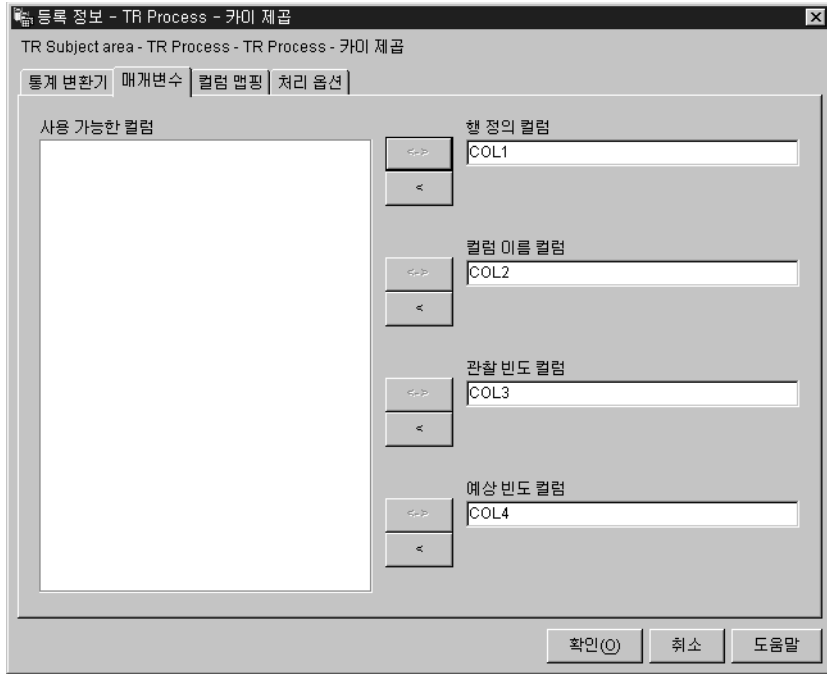 등록 정보 - TR Process - 카이 제곱
TR Subject area - TR Process - TR Process - 카이 제곱
통계 변환기 매개변수 컬럼 맵핑 처리 옵션
사용 가능한 컬럼
행 정의 컬럼
<->
COL1
<
컬럼 이름 컬럼
<->
COL2
<
관찰 빈도 컬럼
<->
COL3
<
예상 빈도 컬럼
<->
COL4
<
확인(O) 취소 도움말